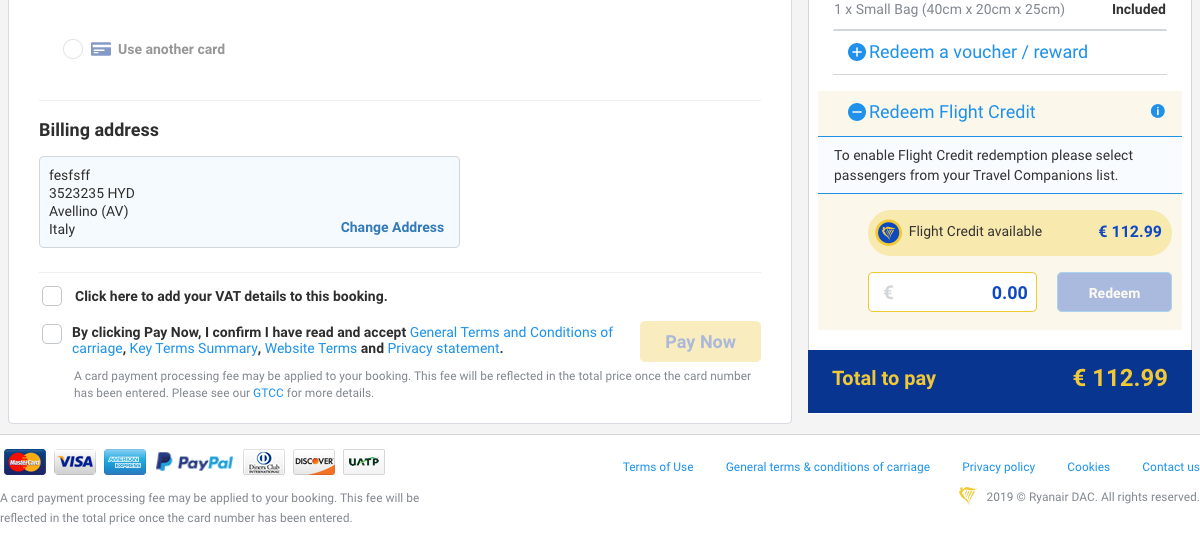 Use another card
Billing address
fesfsff
3523235 HYD
Avellino (AV)
Italy
Change Address
Click here to add your VAT details to this booking.
By clicking Pay Now, I confirm I have read and accept General Terms and Conditions of
carriage, Key Terms Summary, Website Terms and Privacy statement.
Pay Now
A card payment processing fee may be applied to your booking. This fee will be reflected in the total price once the card number
has been entered. Please see our GTCC for more details.
1 x Small Bag (40cm x 20cm x 25cm) Included
Redeem a voucher / reward
Redeem Flight Credit
To enable Flight Credit redemption please select
passengers from your Travel Companions list.
Flight Credit available € 112.99
€ 0.00 Redeem
Total to pay € 112.99
MasterCard VISA AMERICAN EXPRESS PayPal Diners Club INTERNATIONAL DISCOVER UATP
A card payment processing fee may be applied to your booking. This fee will be
reflected in the total price once the card number has been entered.
Terms of Use General terms & conditions of carriage Privacy policy Cookies Contact us
2019 © Ryanair DAC. All rights reserved.